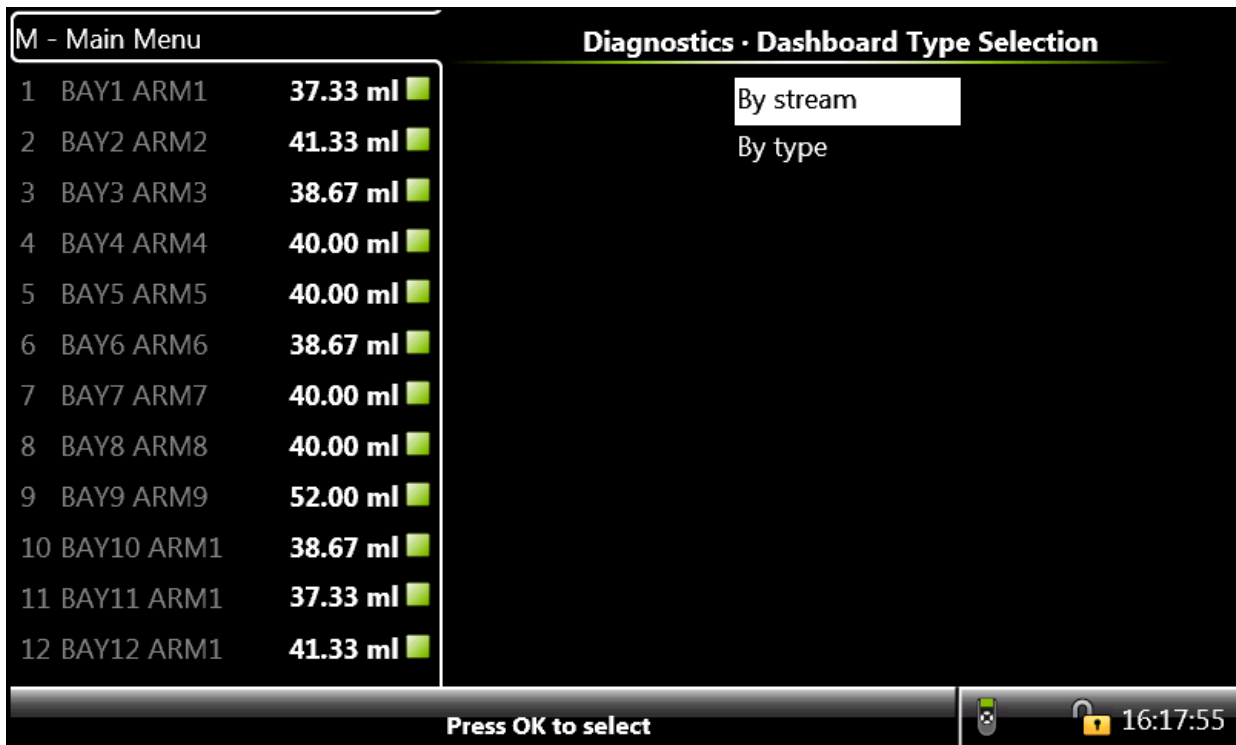 M - Main Menu
Diagnostics · Dashboard Type Selection
1 BAY1 ARM1 37.33 ml
2 BAY2 ARM2 41.33 ml
3 BAY3 ARM3 38.67 ml
4 BAY4 ARM4 40.00 ml
5 BAY5 ARM5 40.00 ml
6 BAY6 ARM6 38.67 ml
7 BAY7 ARM7 40.00 ml
8 BAY8 ARM8 40.00 ml
9 BAY9 ARM9 52.00 ml
10 BAY10 ARM1 38.67 ml
11 BAY11 ARM1 37.33 ml
12 BAY12 ARM1 41.33 ml
By stream
By type
Press OK to select
16:17:55